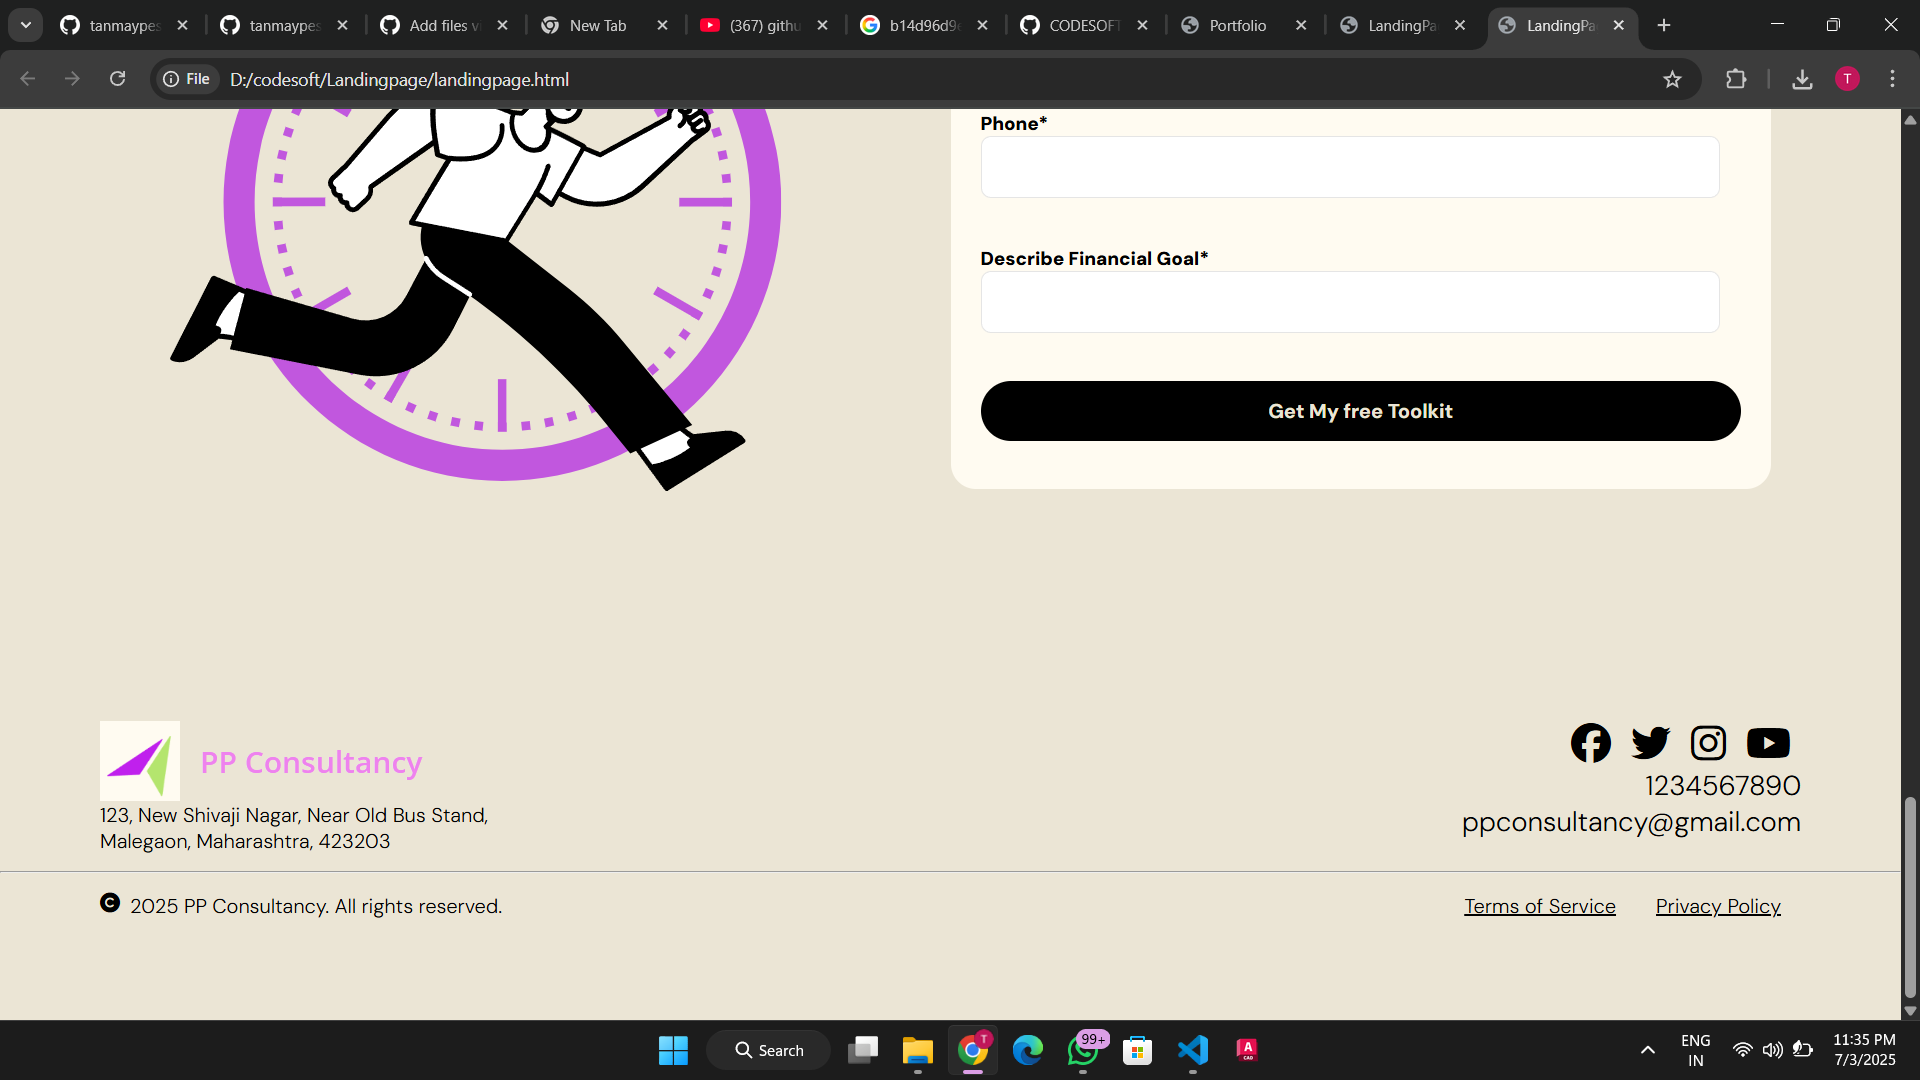 tanmaypes
tanmaypes
Add files vi
New Tab
(367) githu
b14d96d9
CODESOFT
Portfolio
LandingPa
LandingPa
File
D:/codesoft/Landingpage/landingpage.html
T
Phone*
Describe Financial Goal*
Get My free Toolkit
PP Consultancy
123, New Shivaji Nagar, Near Old Bus Stand,
Malegaon, Maharashtra, 423203
1234567890
ppconsultancy@gmail.com
2025 PP Consultancy. All rights reserved.
Terms of Service
Privacy Policy
Search
T
99+
A
CAD
ENG
IN
11:35 PM
7/3/2025